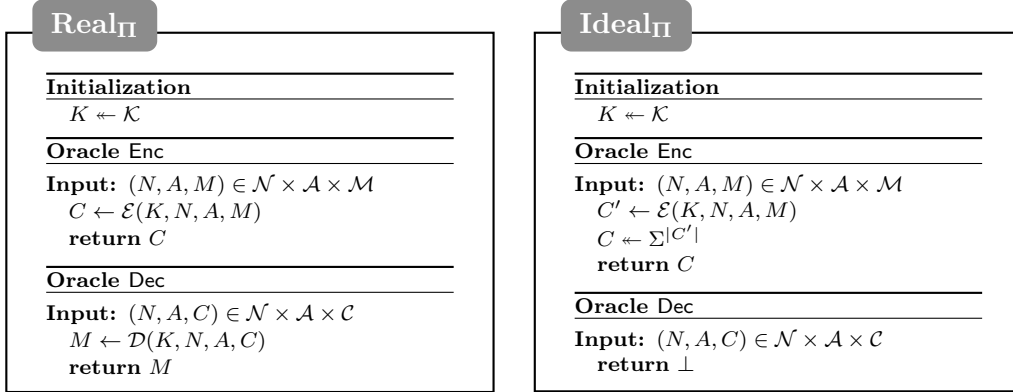 Real_Π
Initialization
K ↞ 𝒦
Oracle Enc
Input: (N, A, M) ∈ 𝒩 × 𝒜 × ℳ
C ← ℰ(K, N, A, M)
return C
Oracle Dec
Input: (N, A, C) ∈ 𝒩 × 𝒜 × 𝒞
M ← 𝒟(K, N, A, C)
return M
Ideal_Π
Initialization
K ↞ 𝒦
Oracle Enc
Input: (N, A, M) ∈ 𝒩 × 𝒜 × ℳ
C′ ← ℰ(K, N, A, M)
C ↞ Σ^{|C′|}
return C
Oracle Dec
Input: (N, A, C) ∈ 𝒩 × 𝒜 × 𝒞
return ⊥